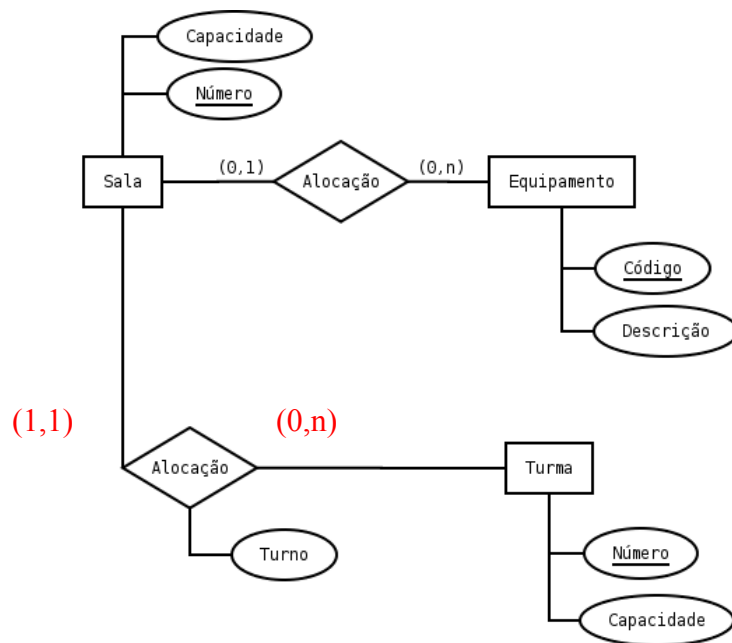 Capacidade
Número
Sala
(0,1)
Alocação
(0,n)
Equipamento
Código
Descrição
(1,1)
(0,n)
Alocação
Turma
Turno
Número
Capacidade